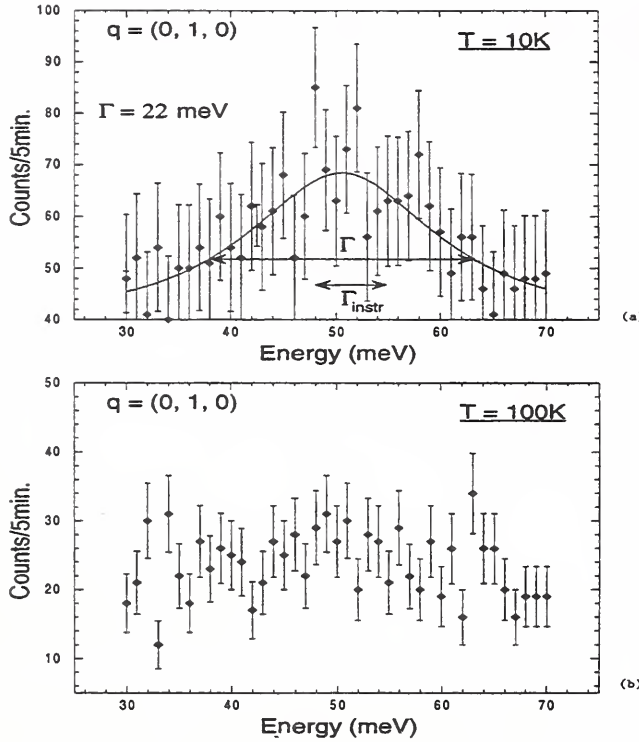 100
90
80
70
60
50
40
q = (0, 1, 0)
T = 10K
Γ = 22 meV
Γ
Γinstr
Counts/5min.
30 40 50 60 70
Energy (meV)
(a)
50
40
30
20
10
q = (0, 1, 0)
T = 100K
Counts/5min.
30 40 50 60 70
Energy (meV)
(b)